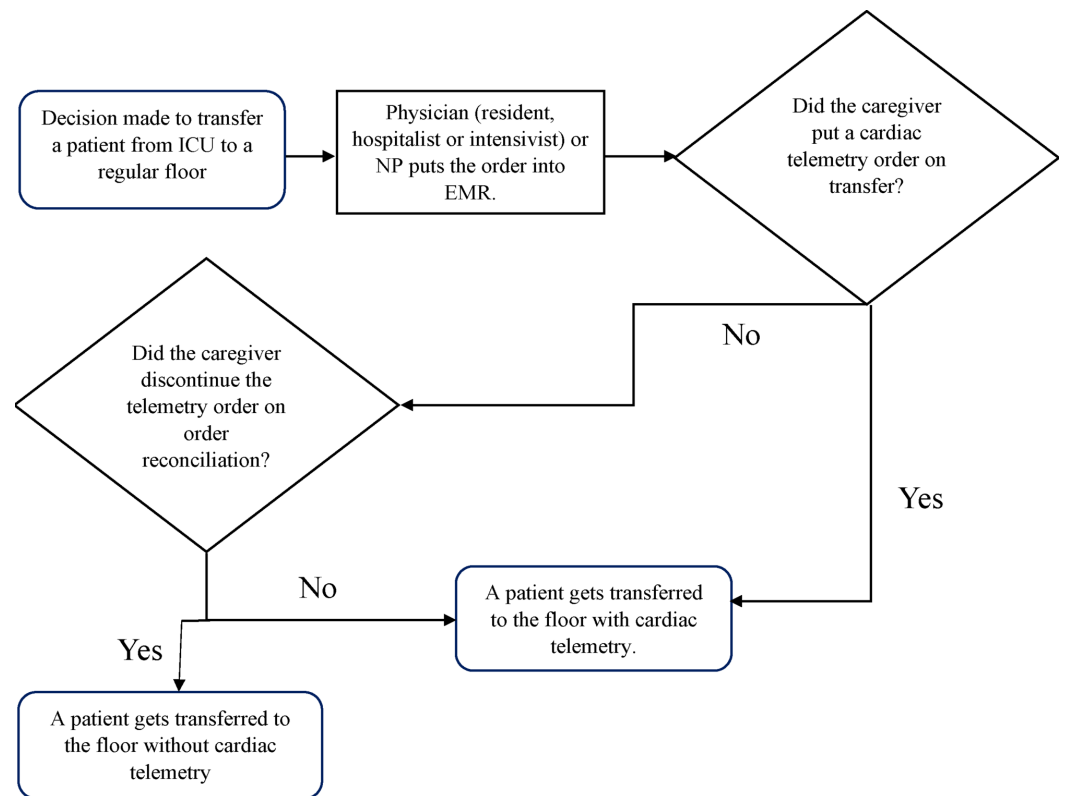 Decision made to transfer
a patient from ICU to a
regular floor
Physician (resident,
hospitalist or intensivist) or
NP puts the order into
EMR.
Did the caregiver
put a cardiac
telemetry order on
transfer?
No
Yes
Did the caregiver
discontinue the
telemetry order on
order
reconciliation?
No
Yes
A patient gets transferred
to the floor with cardiac
telemetry.
A patient gets transferred to
the floor without cardiac
telemetry